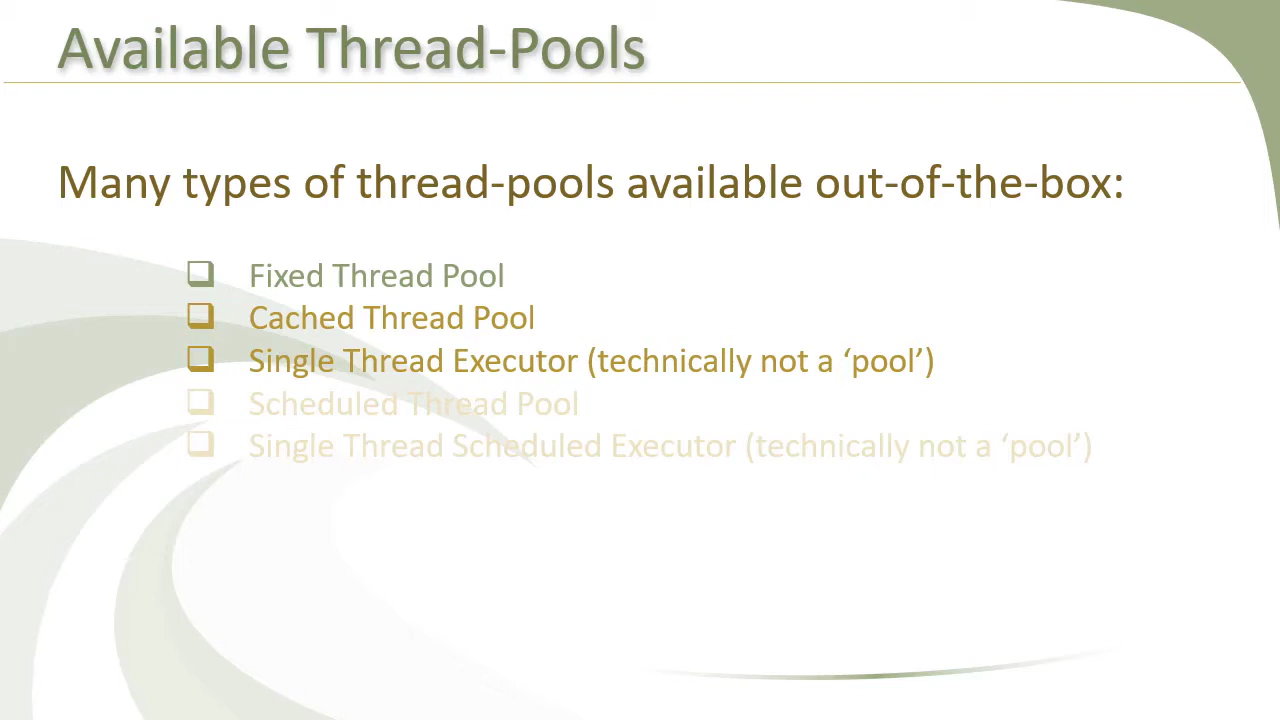 Available Thread-Pools
Many types of thread-pools available out-of-the-box:
❑ Fixed Thread Pool
❑ Cached Thread Pool
❑ Single Thread Executor (technically not a ‘pool’)
❑ Scheduled Thread Pool
❑ Single Thread Scheduled Executor (technically not a ‘pool’)